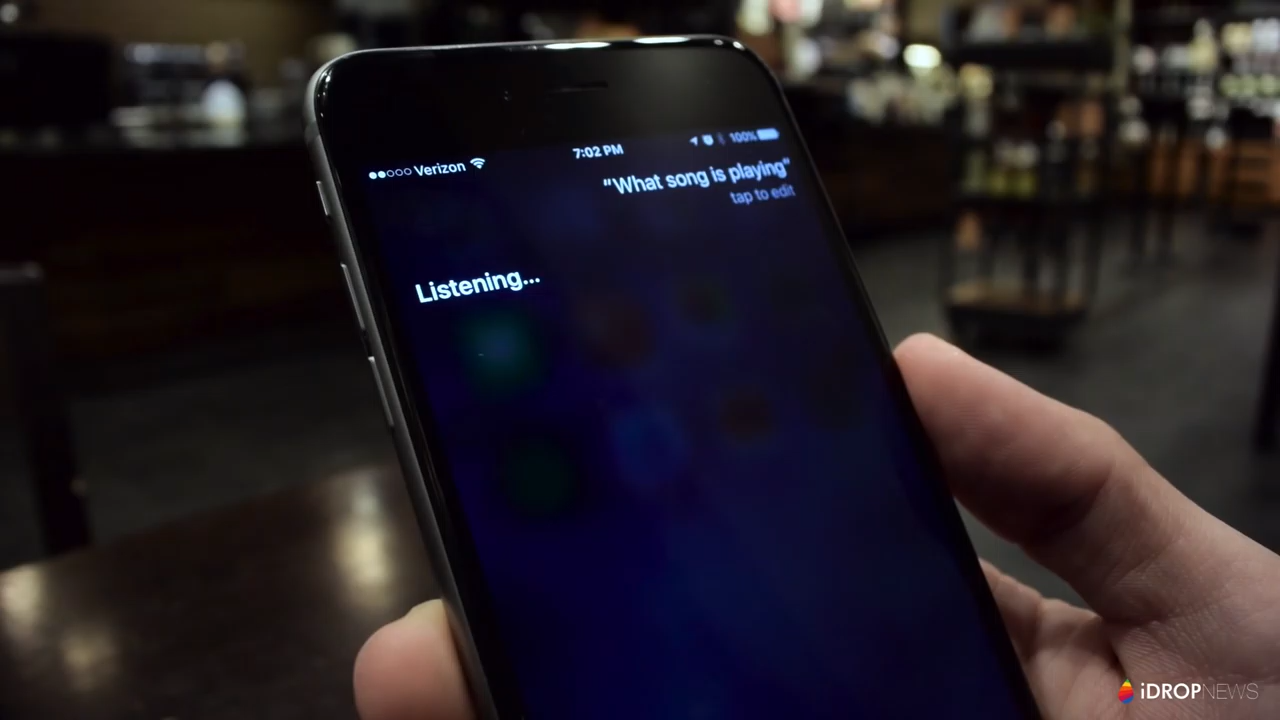 ●●○○○ Verizon 7:02 PM 100%
“What song is playing”
tap to edit
Listening...
iDROPNEWS